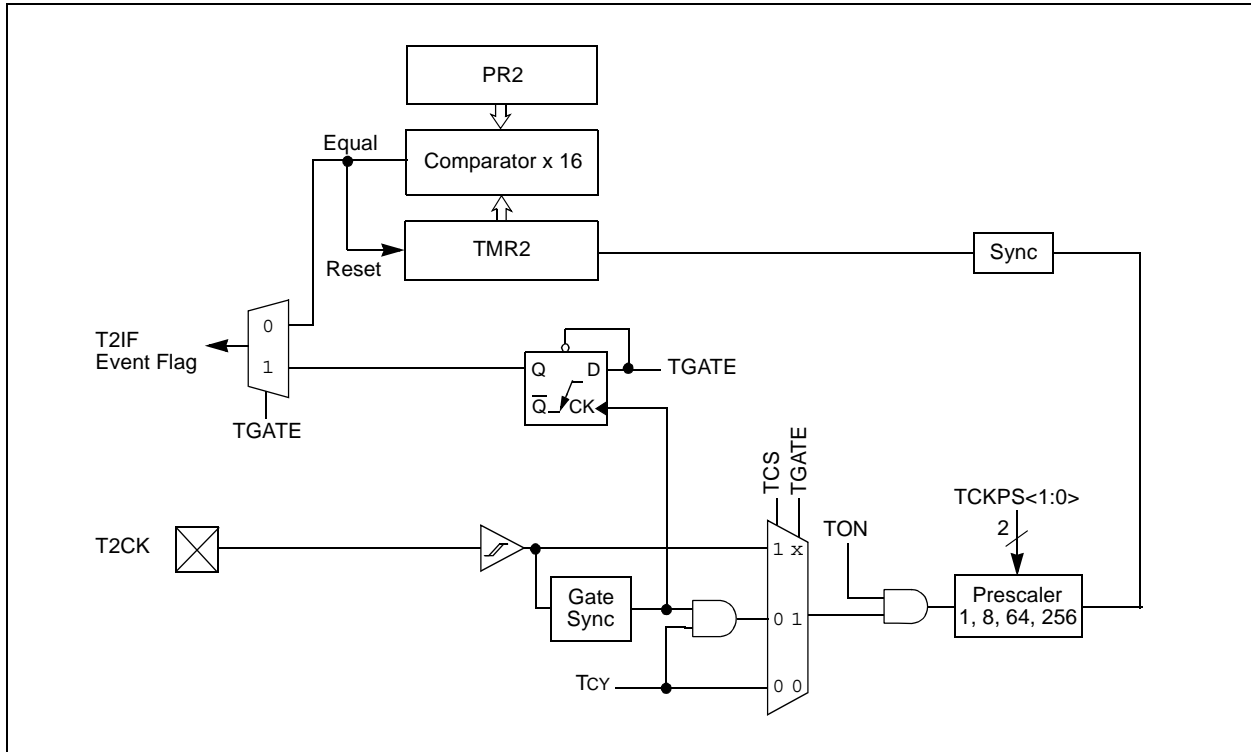 PR2
Equal
Comparator x 16
TMR2
Reset
Sync
0
T2IF
Event Flag
1
Q
D
TGATE
Q
CK
TGATE
TCS
TGATE
TCKPS<1:0>
2
TON
T2CK
1 x
Prescaler
1, 8, 64, 256
Gate
Sync
0 1
TCY
0 0